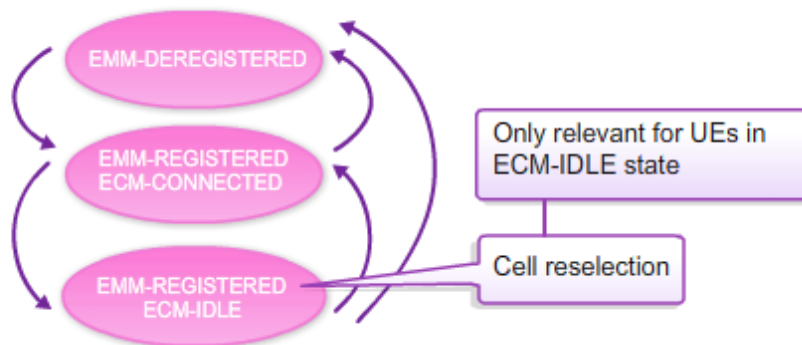 EMM-DEREGISTERED
EMM-REGISTERED
ECM-CONNECTED
Only relevant for UEs in
ECM-IDLE state
EMM-REGISTERED
ECM-IDLE
Cell reselection